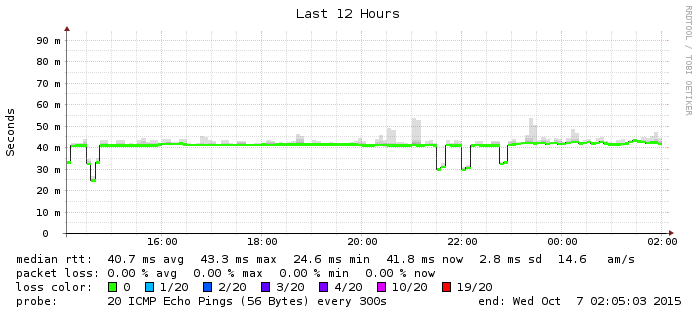 Last 12 Hours
RRDTOOL / TOBI OETIKER
Seconds
90 m
80 m
70 m
60 m
50 m
40 m
30 m
20 m
10 m
0
16:00 18:00 20:00 22:00 00:00 02:00
median rtt: 40.7 ms avg 43.3 ms max 24.6 ms min 41.8 ms now 2.8 ms sd 14.6 am/s
packet loss: 0.00 % avg 0.00 % max 0.00 % min 0.00 % now
loss color: 0 1/20 2/20 3/20 4/20 10/20 19/20
probe: 20 ICMP Echo Pings (56 Bytes) every 300s end: Wed Oct 7 02:05:03 2015